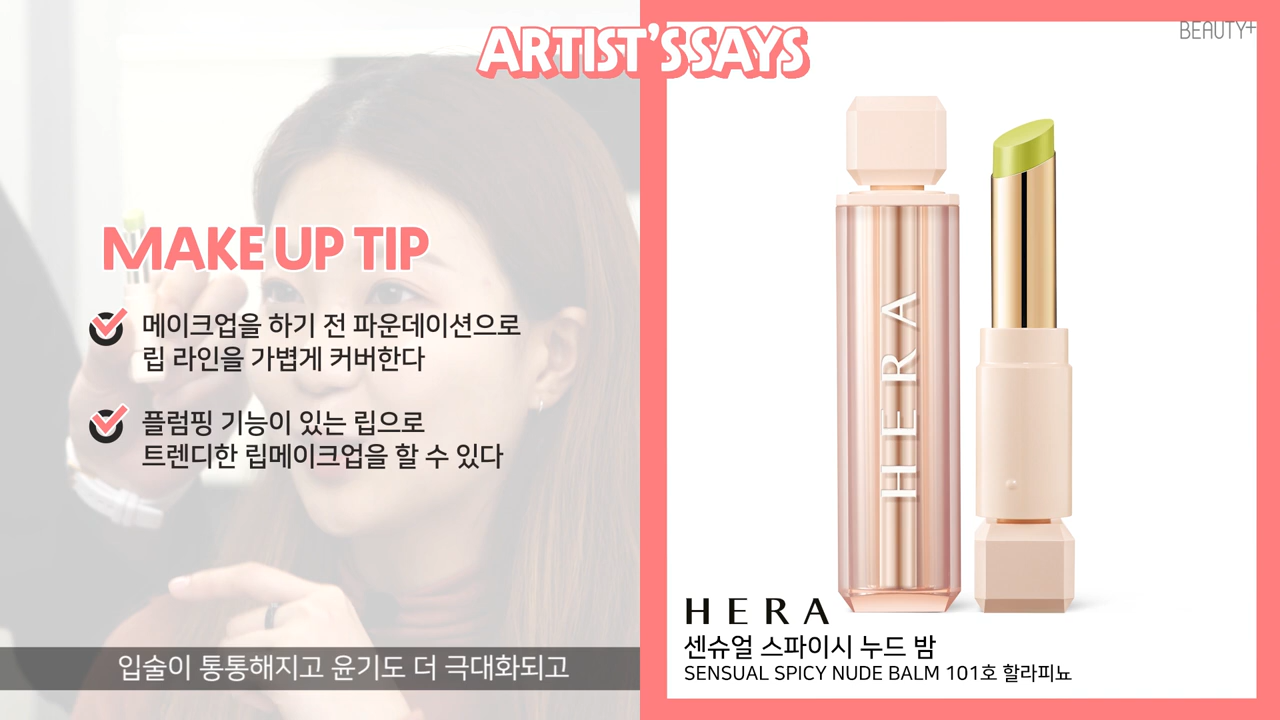 ARTIST'S SAYS
BEAUTY+
MAKE UP TIP
메이크업을 하기 전 파운데이션으로
립 라인을 가볍게 커버한다
플럼핑 기능이 있는 립으로
트렌디한 립메이크업을 할 수 있다
입술이 통통해지고 윤기도 더 극대화되고
HERA
HERA
센슈얼 스파이시 누드 밤
SENSUAL SPICY NUDE BALM 101호 할라피뇨